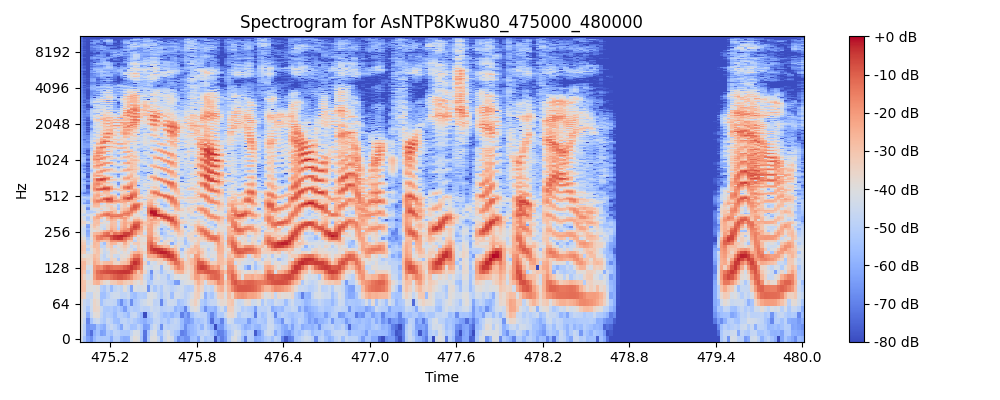 Spectrogram for AsNTP8Kwu80_475000_480000
Hz
8192
4096
2048
1024
512
256
128
64
0
475.2 475.8 476.4 477.0 477.6 478.2 478.8 479.4 480.0
Time
+0 dB
-10 dB
-20 dB
-30 dB
-40 dB
-50 dB
-60 dB
-70 dB
-80 dB